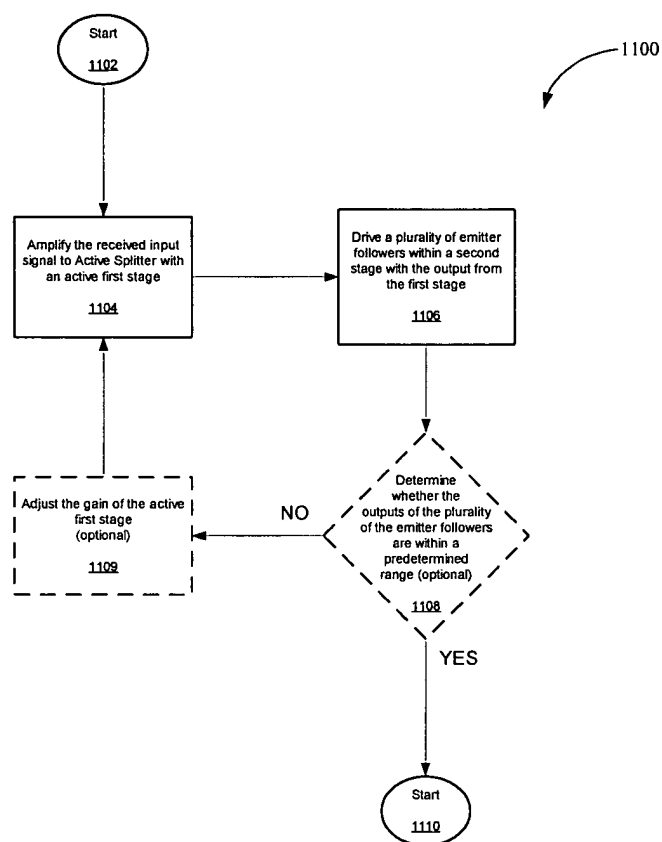 Start
1102
1100
Amplify the received input
signal to Active Splitter with
an active first stage
1104
Drive a plurality of emitter
followers within a second
stage with the output from
the first stage
1106
Determine
whether the
outputs of the plurality
of the emitter followers
are within a
predetermined
range (optional)
1108
NO
Adjust the gain of the active
first stage
(optional)
1109
YES
Start
1110